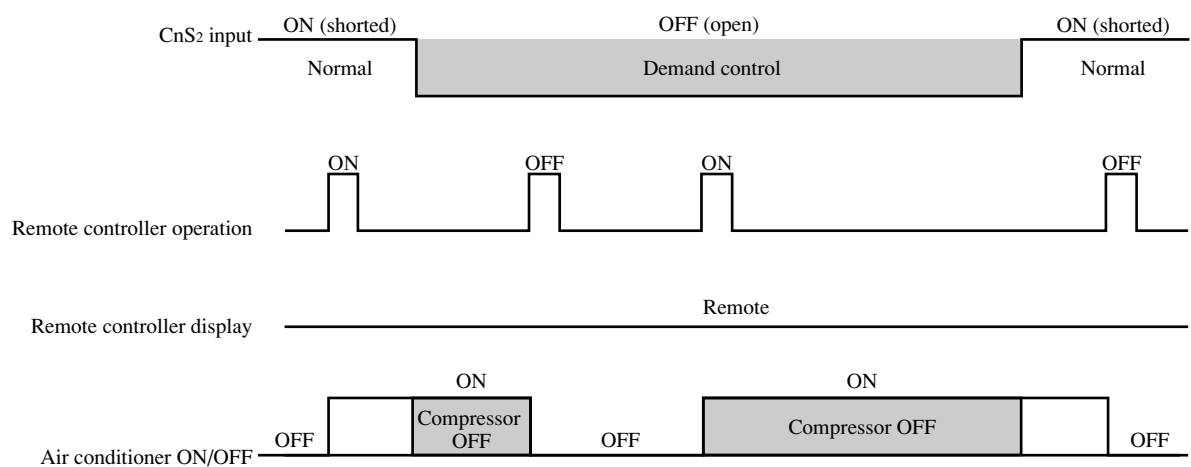 CnS2 input
ON (shorted)
OFF (open)
ON (shorted)
Normal
Demand control
Normal
ON
OFF
ON
OFF
Remote controller operation
Remote
Remote controller display
ON
ON
Compressor
OFF
Compressor OFF
OFF
OFF
OFF
Air conditioner ON/OFF